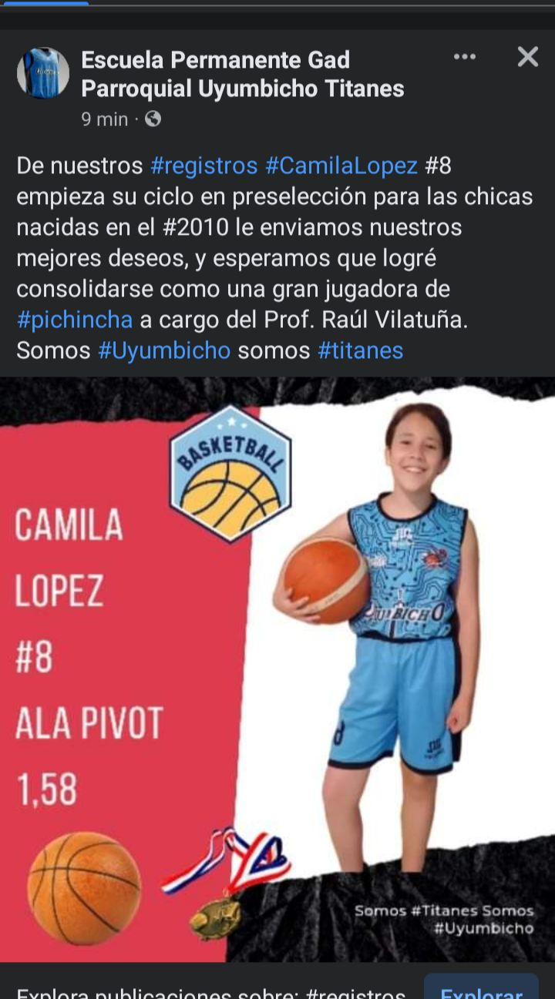 Escuela Permanente Gad
Parroquial Uyumbicho Titanes
9 min ·
De nuestros #registros #CamilaLopez #8
empieza su ciclo en preselección para las chicas
nacidas en el #2010 le enviamos nuestros
mejores deseos, y esperamos que logré
consolidarse como una gran jugadora de
#pichincha a cargo del Prof. Raúl Vilatuña.
Somos #Uyumbicho somos #titanes
BASKETBALL
CAMILA
LOPEZ
#8
ALA PIVOT
1,58
Somos #Titanes Somos
#Uyumbicho
Explora publicaciones sobre: #registros
Explorar